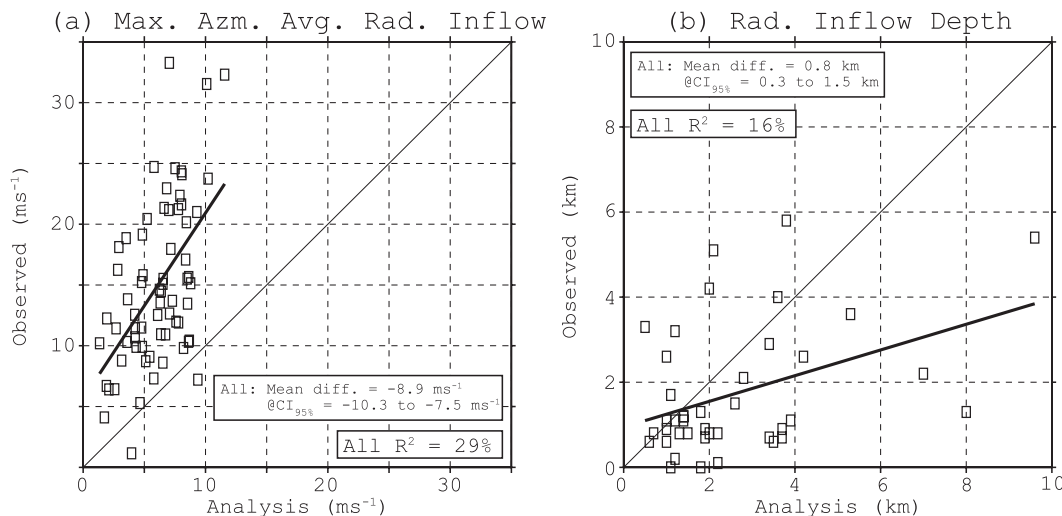 (a) Max. Azm. Avg. Rad. Inflow
30
20
10
0
0
10
20
30
Observed (ms⁻¹)
Analysis (ms⁻¹)
All: Mean diff. = -8.9 ms⁻¹
@CI95% = -10.3 to -7.5 ms⁻¹
All R² = 29%
(b) Rad. Inflow Depth
10
8
6
4
2
0
0
2
4
6
8
10
Observed (km)
Analysis (km)
All: Mean diff. = 0.8 km
@CI95% = 0.3 to 1.5 km
All R² = 16%